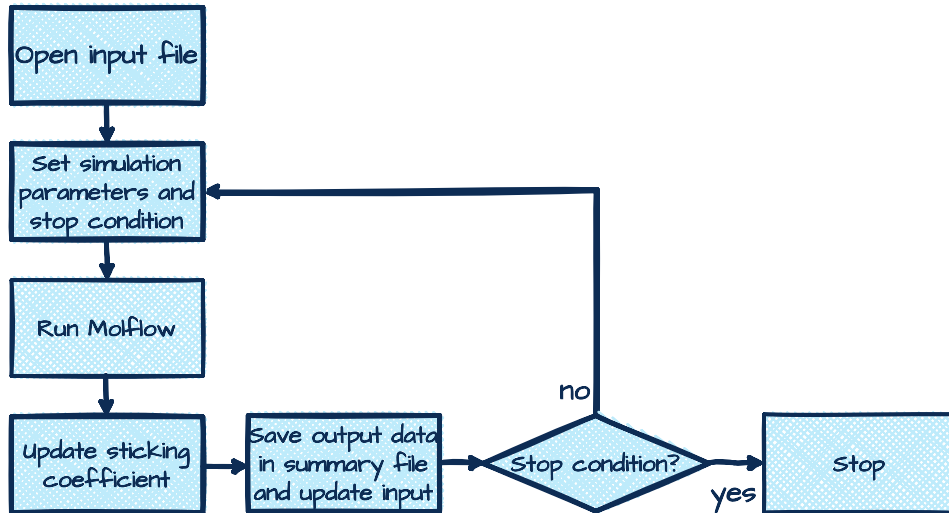 Open input file
Set simulation
parameters and
stop condition
Run Molflow
Update sticking
coefficient
Save output data
in summary file
and update input
no
Stop condition?
yes
Stop